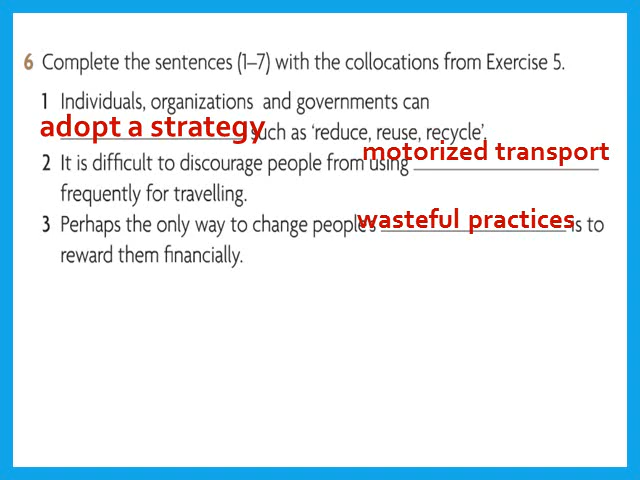 6 Complete the sentences (1–7) with the collocations from Exercise 5.
1 Individuals, organizations and governments can
adopt a strategy such as ‘reduce, reuse, recycle’.
2 It is difficult to discourage people from using motorized transport
frequently for travelling.
3 Perhaps the only way to change people's wasteful practices is to
reward them financially.